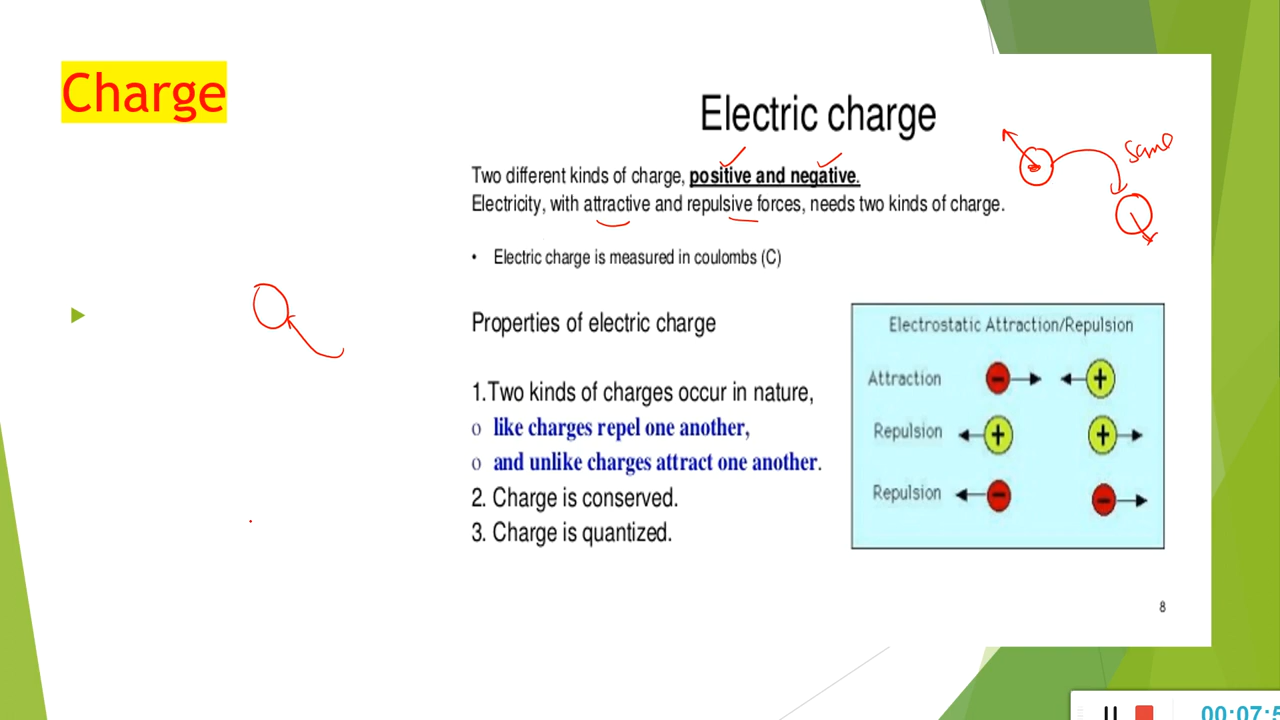 Charge
Electric charge
Two different kinds of charge, positive and negative.
Electricity, with attractive and repulsive forces, needs two kinds of charge.
same
• Electric charge is measured in coulombs (C)
Properties of electric charge
1.Two kinds of charges occur in nature,
o like charges repel one another,
o and unlike charges attract one another.
2. Charge is conserved.
3. Charge is quantized.
Electrostatic Attraction/Repulsion
Attraction − +
Repulsion + +
Repulsion − −
8